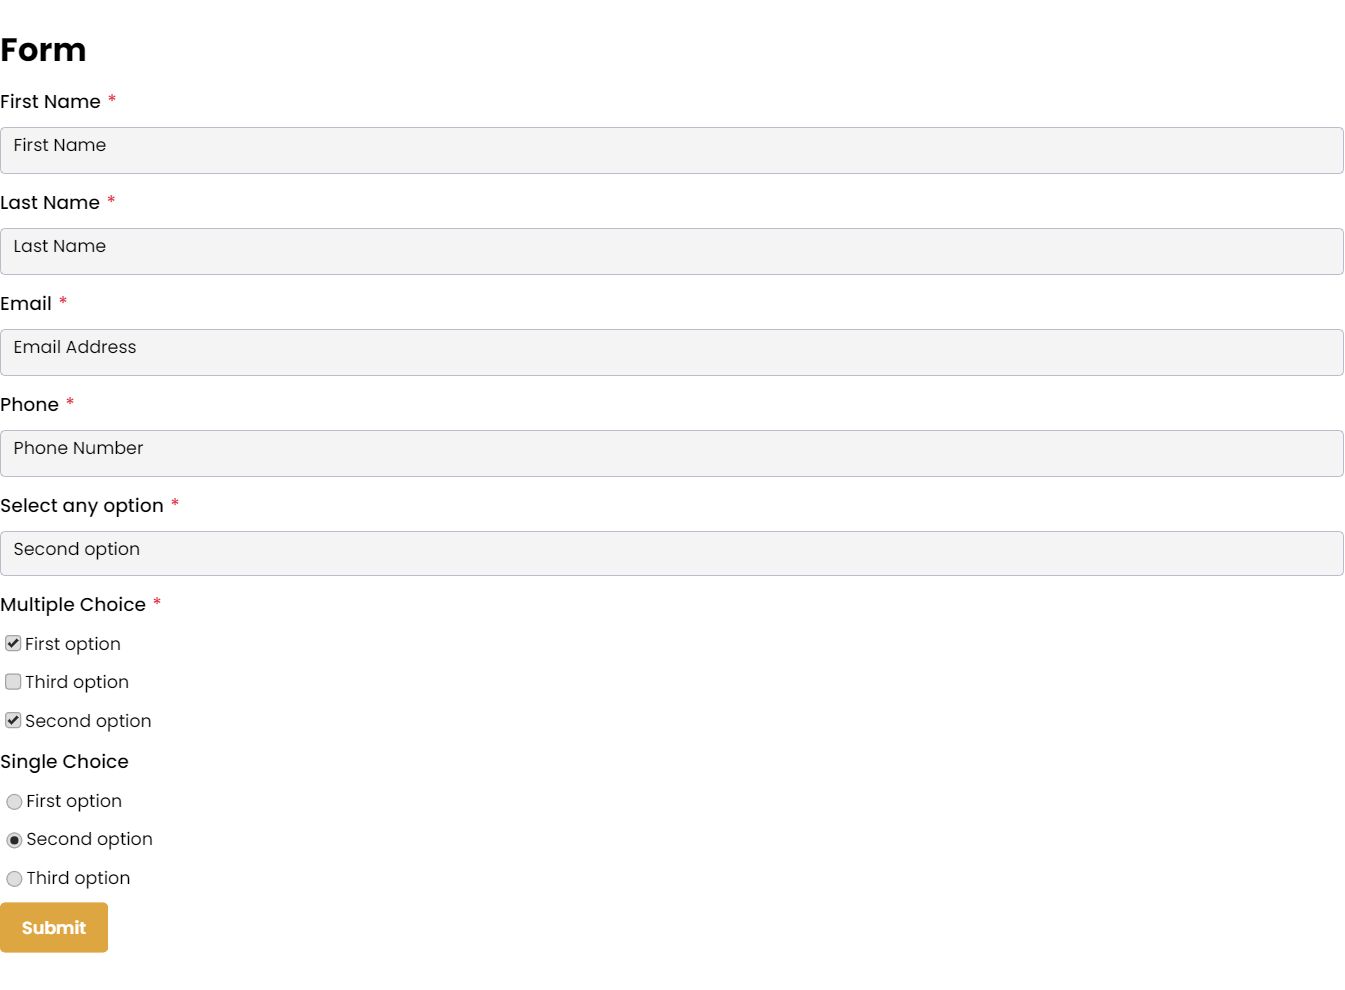 Form
First Name *
First Name
Last Name *
Last Name
Email *
Email Address
Phone *
Phone Number
Select any option *
Second option
Multiple Choice *
First option
Third option
Second option
Single Choice
First option
Second option
Third option
Submit